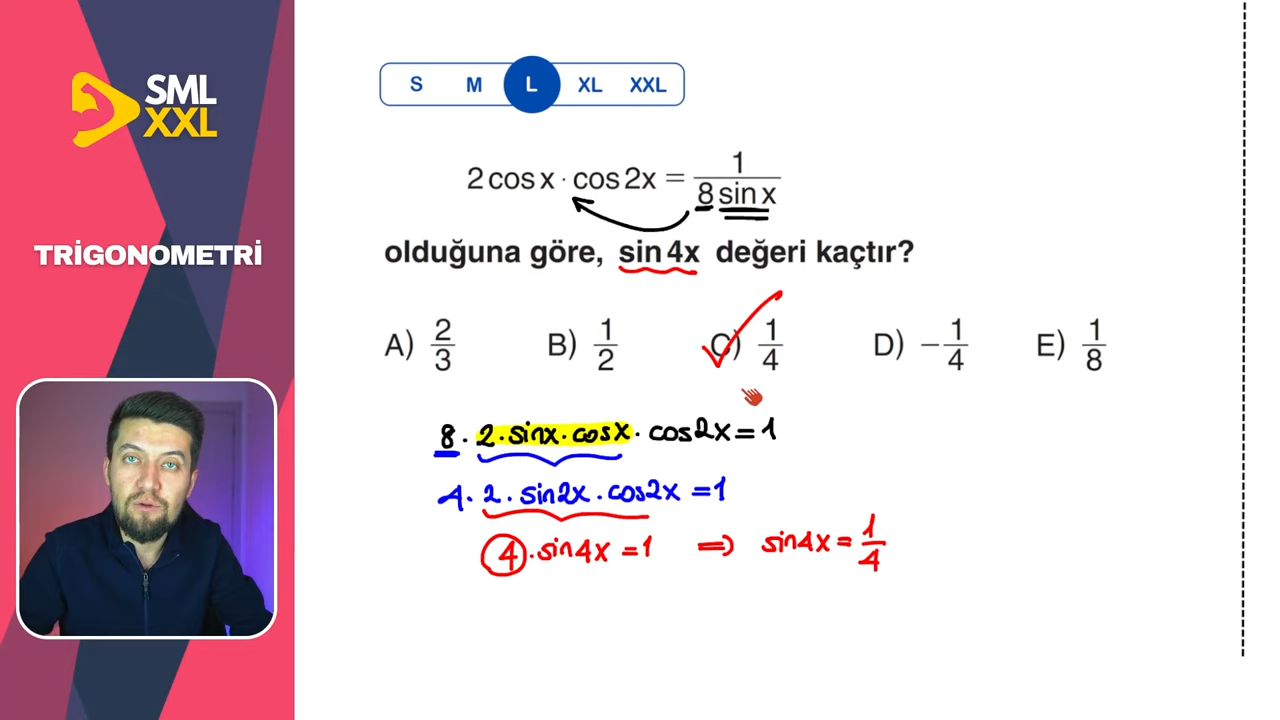 SML
XXL
TRİGONOMETRİ
S M L XL XXL
2 cos x · cos 2x = 1 / 8 sin x
olduğuna göre, sin 4x değeri kaçtır?
A) 2/3 B) 1/2 C) 1/4 D) −1/4 E) 1/8
8 · 2 · sinx · cosx · cos2x = 1
4 · 2 · sin2x · cos2x = 1
4 · sin4x = 1 ⇒ sin4x = 1/4